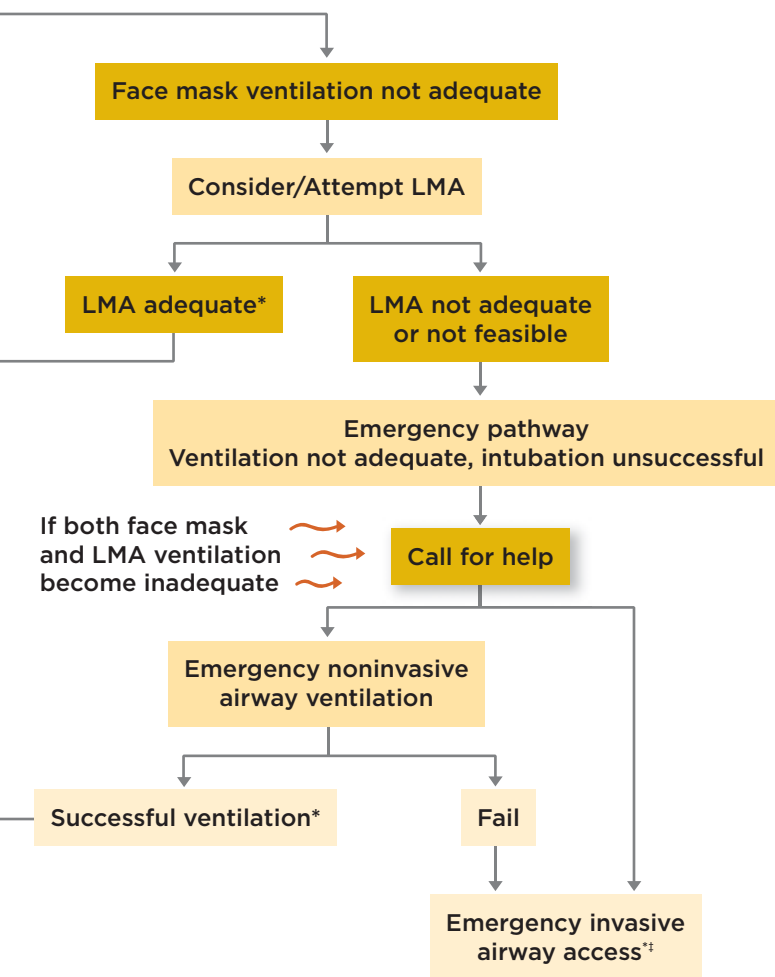 Face mask ventilation not adequate
Consider/Attempt LMA
LMA adequate*
LMA not adequate
or not feasible
Emergency pathway
Ventilation not adequate, intubation unsuccessful
If both face mask
and LMA ventilation
become inadequate
Call for help
Emergency noninvasive
airway ventilation
Successful ventilation*
Fail
Emergency invasive
airway access*‡